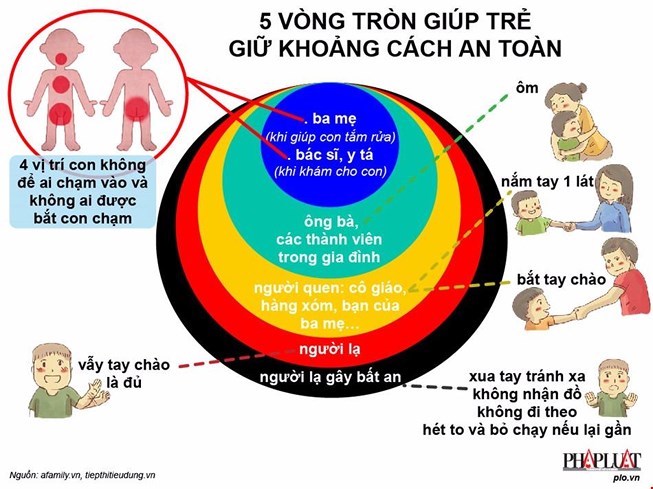 5 VÒNG TRÒN GIÚP TRẺ
GIỮ KHOẢNG CÁCH AN TOÀN
4 vị trí con không
để ai chạm vào và
không ai được
bắt con chạm
. ba mẹ
(khi giúp con tắm rửa)
. bác sĩ, y tá
(khi khám cho con)
ôm
ông bà,
các thành viên
trong gia đình
nắm tay 1 lát
người quen: cô giáo,
hàng xóm, bạn của
ba mẹ...
bắt tay chào
người lạ
vẫy tay chào
là đủ
người lạ gây bất an
xua tay tránh xa
không nhận đồ
không đi theo
hét to và bỏ chạy nếu lại gần
Nguồn: afamily.vn, tiepthitieudung.vn
PHÁP LUẬT
plo.vn